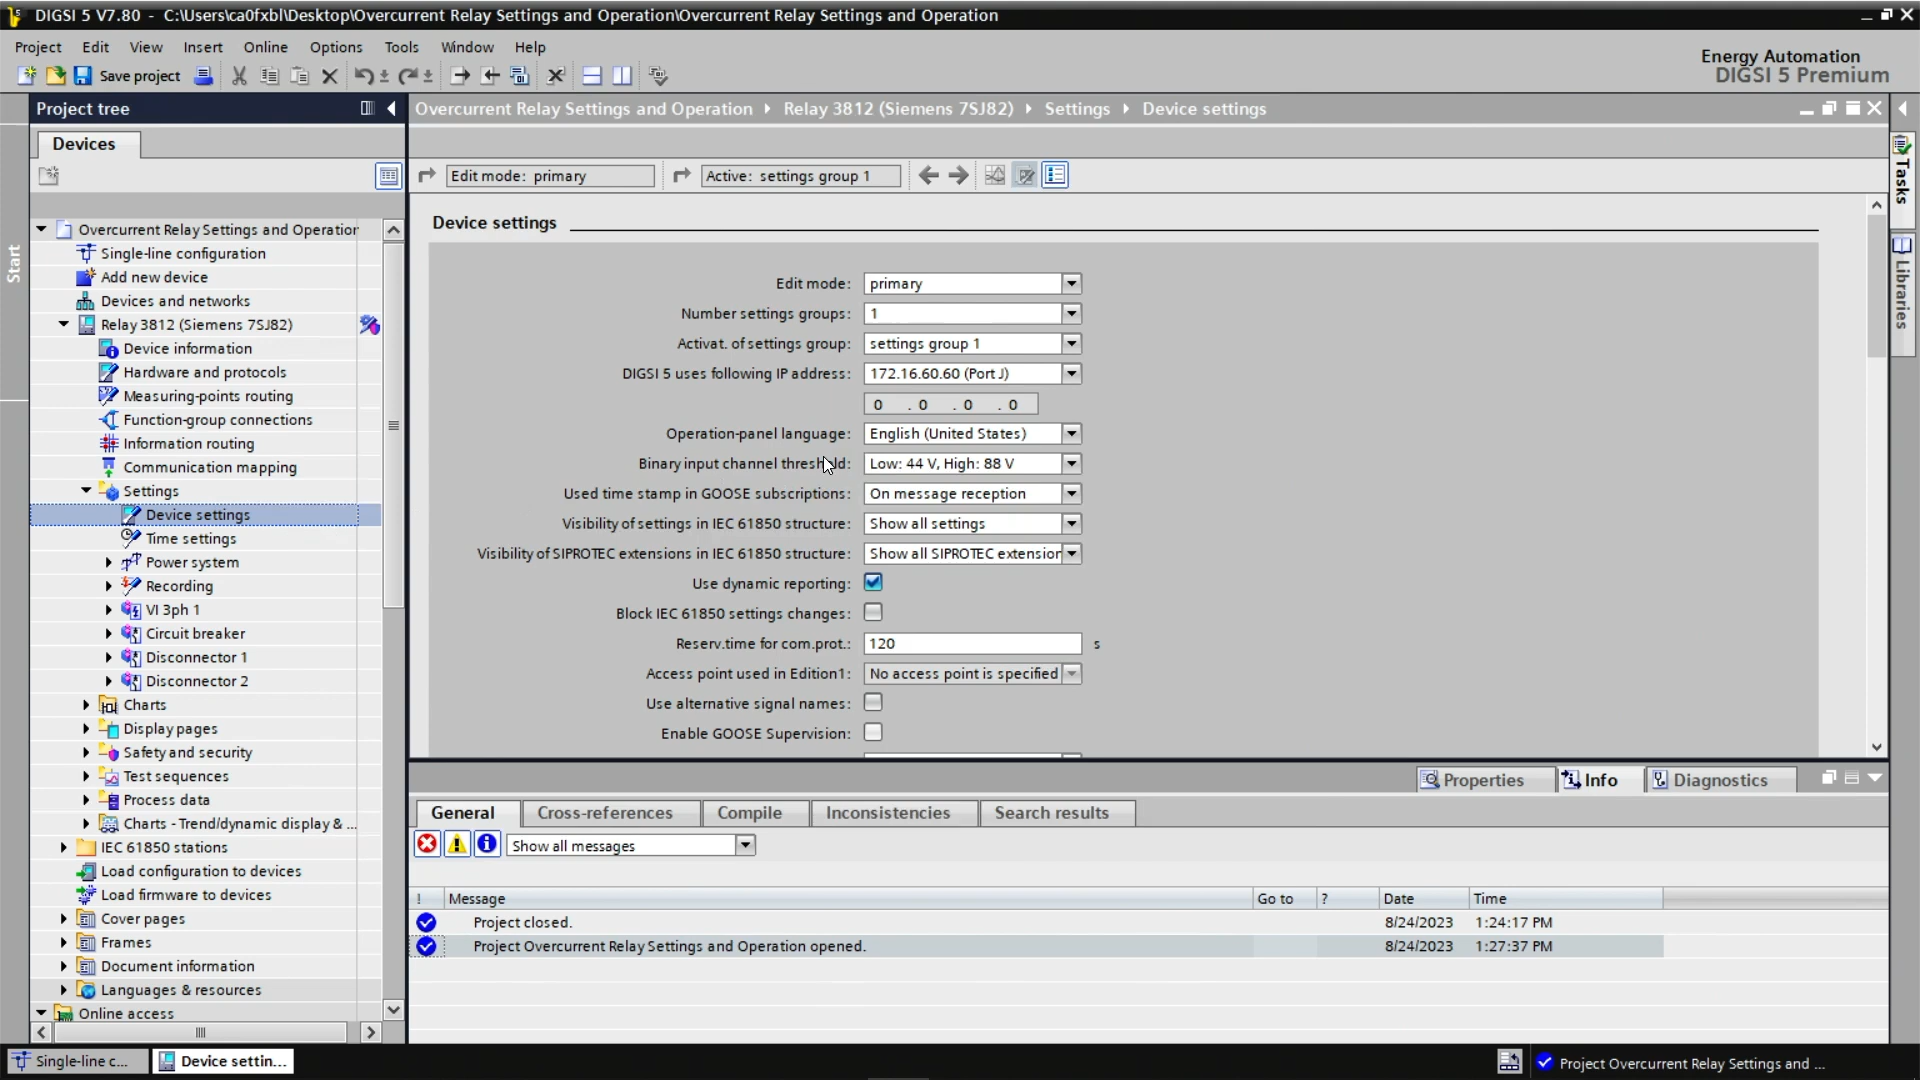 DIGSI 5 V7.80 - C:\Users\ca0fxbl\Desktop\Overcurrent Relay Settings and Operation\Overcurrent Relay Settings and Operation
Project Edit View Insert Online Options Tools Window Help
Energy Automation
DIGSI 5 Premium
Save project
Project tree
Overcurrent Relay Settings and Operation Relay 3812 (Siemens 7SJ82) Settings Device settings
Devices
Edit mode: primary
Active: settings group 1
Start
Overcurrent Relay Settings and Operation
Single-line configuration
Add new device
Devices and networks
Relay 3812 (Siemens 7SJ82)
Device information
Hardware and protocols
Measuring-points routing
Function-group connections
Information routing
Communication mapping
Settings
Device settings
Time settings
Power system
Recording
VI 3ph 1
Circuit breaker
Disconnector 1
Disconnector 2
Charts
Display pages
Safety and security
Test sequences
Process data
Charts - Trend/dynamic display & ...
IEC 61850 stations
Load configuration to devices
Load firmware to devices
Cover pages
Frames
Document information
Languages & resources
Online access
Device settings
Edit mode: primary
Number settings groups: 1
Activat. of settings group: settings group 1
DIGSI 5 uses following IP address: 172.16.60.60 (Port J)
0 . 0 . 0 . 0
Operation-panel language: English (United States)
Binary input channel threshold: Low: 44 V, High: 88 V
Used time stamp in GOOSE subscriptions: On message reception
Visibility of settings in IEC 61850 structure: Show all settings
Visibility of SIPROTEC extensions in IEC 61850 structure: Show all SIPROTEC extension
Use dynamic reporting:
Block IEC 61850 settings changes:
Reserv.time for com.prot.: 120 s
Access point used in Edition1: No access point is specified
Use alternative signal names:
Enable GOOSE Supervision:
Tasks
Libraries
Properties Info Diagnostics
General Cross-references Compile Inconsistencies Search results
Show all messages
! Message Go to ? Date Time
Project closed. 8/24/2023 1:24:17 PM
Project Overcurrent Relay Settings and Operation opened. 8/24/2023 1:27:37 PM
Single-line c... Device settin...
Project Overcurrent Relay Settings and ...